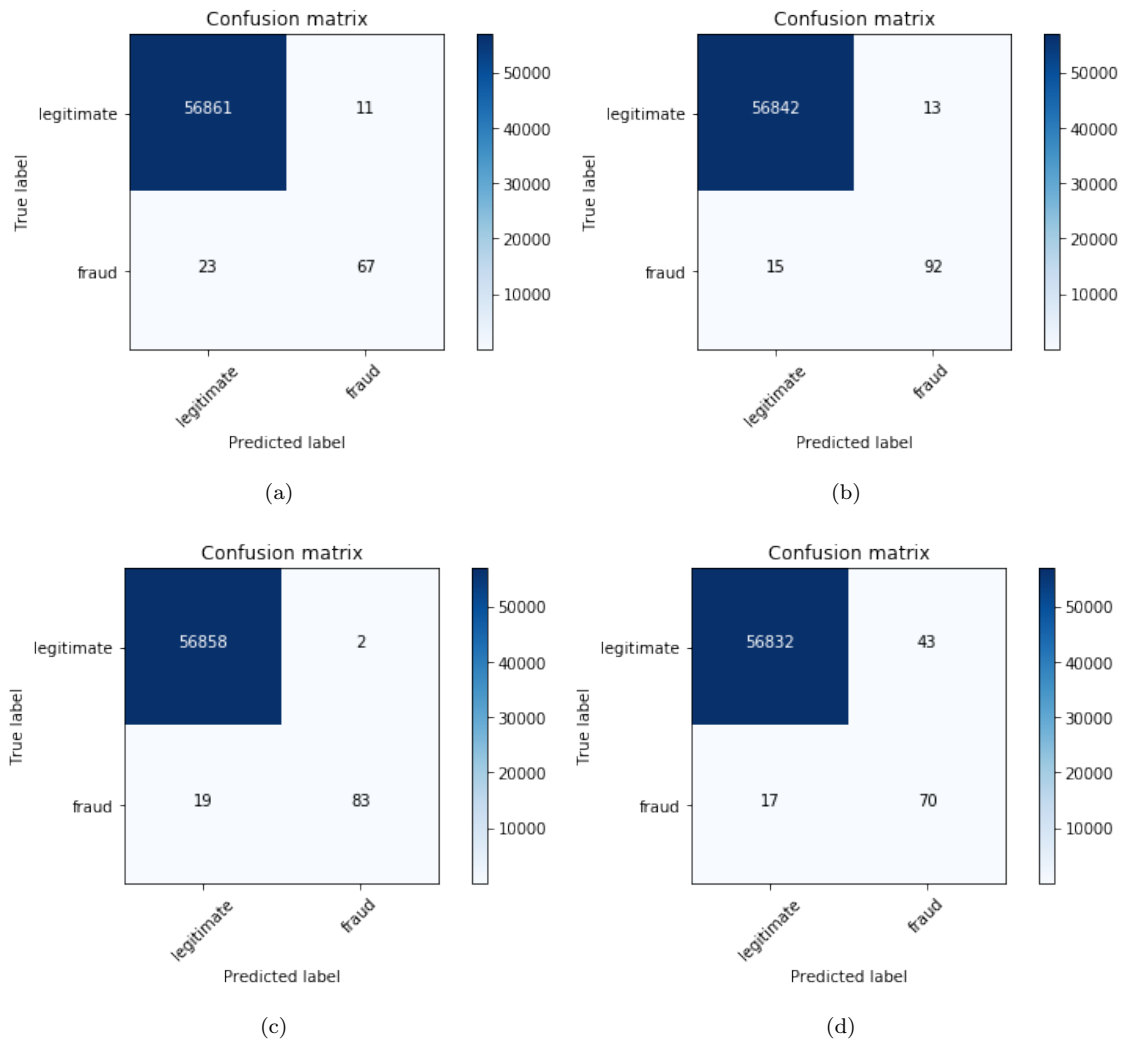 Confusion matrix
legitimate
fraud
True label
56861 11
23 67
legitimate
fraud
Predicted label
50000
40000
30000
20000
10000
(a)
Confusion matrix
legitimate
fraud
True label
56842 13
15 92
legitimate
fraud
Predicted label
50000
40000
30000
20000
10000
(b)
Confusion matrix
legitimate
fraud
True label
56858 2
19 83
legitimate
fraud
Predicted label
50000
40000
30000
20000
10000
(c)
Confusion matrix
legitimate
fraud
True label
56832 43
17 70
legitimate
fraud
Predicted label
50000
40000
30000
20000
10000
(d)